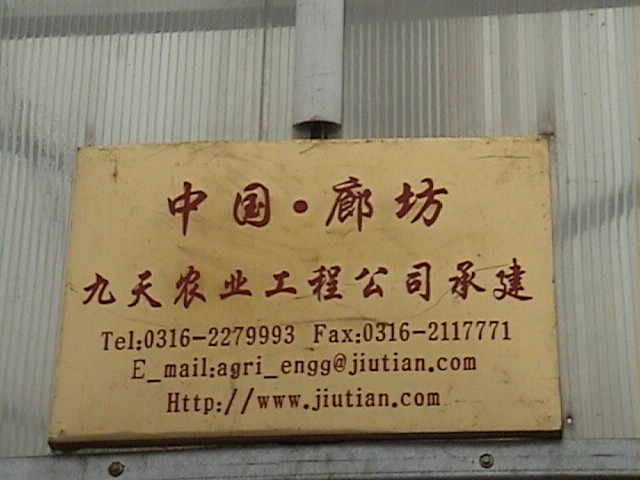 中国·廊坊
九天农业工程公司承建
Tel:0316-2279993 Fax:0316-2117771
E_mail:agri_engg@jiutian.com
Http://www.jiutian.com